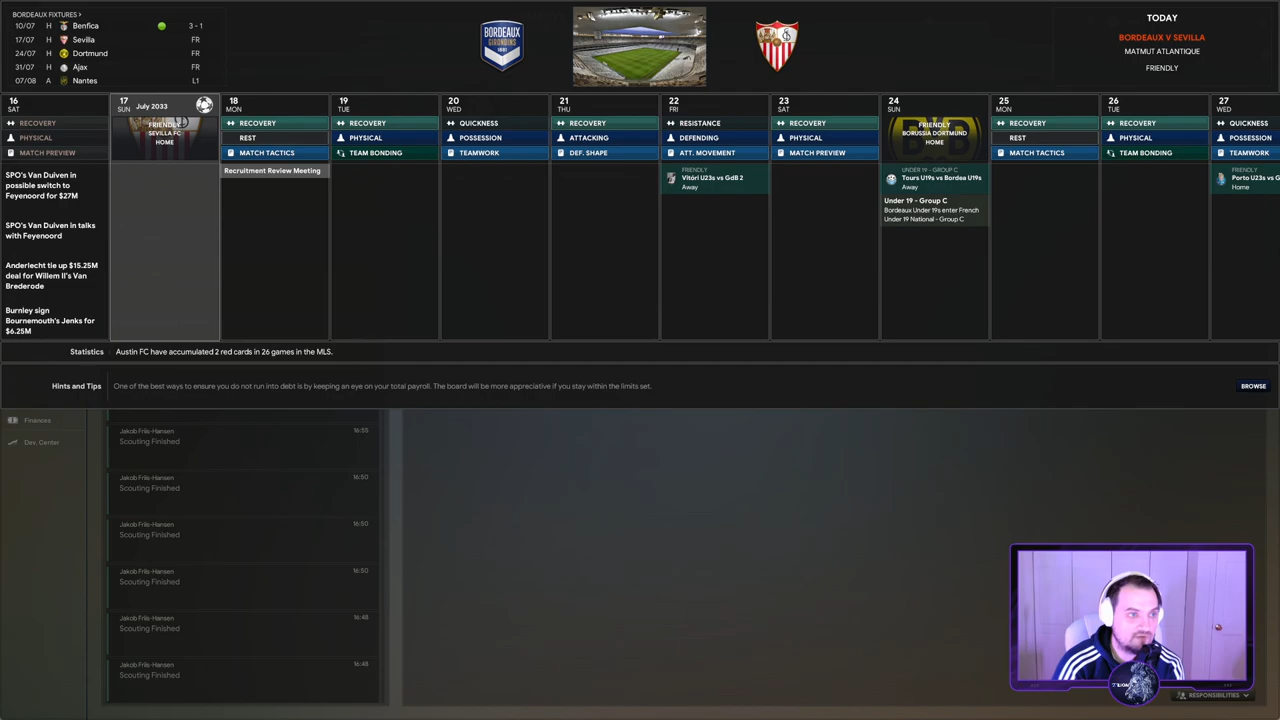 BORDEAUX FIXTURES >
10/07 H Benfica 3 - 1
17/07 H Sevilla FR
24/07 H Dortmund FR
31/07 H Ajax FR
07/08 A Nantes L1
BORDEAUX
GIRONDINS
TODAY
BORDEAUX V SEVILLA
MATMUT ATLANTIQUE
FRIENDLY
16 SAT
RECOVERY
PHYSICAL
MATCH PREVIEW
SPO's Van Duiven in
possible switch to
Feyenoord for $27M
SPO's Van Duiven in talks
with Feyenoord
Anderlecht tie up $15.25M
deal for Willem II's Van
Brederode
Burnley sign
Bournemouth's Jenks for
$6.25M
17 SUN July 2033
FRIENDLY
SEVILLA FC
HOME
18 MON
RECOVERY
REST
MATCH TACTICS
Recruitment Review Meeting
19 TUE
RECOVERY
PHYSICAL
TEAM BONDING
20 WED
QUICKNESS
POSSESSION
TEAMWORK
21 THU
RECOVERY
ATTACKING
DEF. SHAPE
22 FRI
RESISTANCE
DEFENDING
ATT. MOVEMENT
FRIENDLY
Vitóri U23s vs GdB 2
Away
23 SAT
RECOVERY
PHYSICAL
MATCH PREVIEW
24 SUN
FRIENDLY
BORUSSIA DORTMUND
HOME
UNDER 19 - GROUP C
Tours U19s vs Bordea U19s
Away
Under 19 - Group C
Bordeaux Under 19s enter French
Under 19 National - Group C
25 MON
RECOVERY
REST
MATCH TACTICS
26 TUE
RECOVERY
PHYSICAL
TEAM BONDING
27 WED
QUICKNESS
POSSESSION
TEAMWORK
FRIENDLY
Porto U23s vs G
Home
Statistics Austin FC have accumulated 2 red cards in 26 games in the MLS.
Hints and Tips One of the best ways to ensure you do not run into debt is by keeping an eye on your total payroll. The board will be more appreciative if you stay within the limits set. BROWSE
Finances
Dev. Center
Jakob Friis-Hansen 16:55
Scouting Finished
Jakob Friis-Hansen 16:50
Scouting Finished
Jakob Friis-Hansen 16:50
Scouting Finished
Jakob Friis-Hansen 16:50
Scouting Finished
Jakob Friis-Hansen 16:48
Scouting Finished
Jakob Friis-Hansen 16:48
Scouting Finished
RESPONSIBILITIES